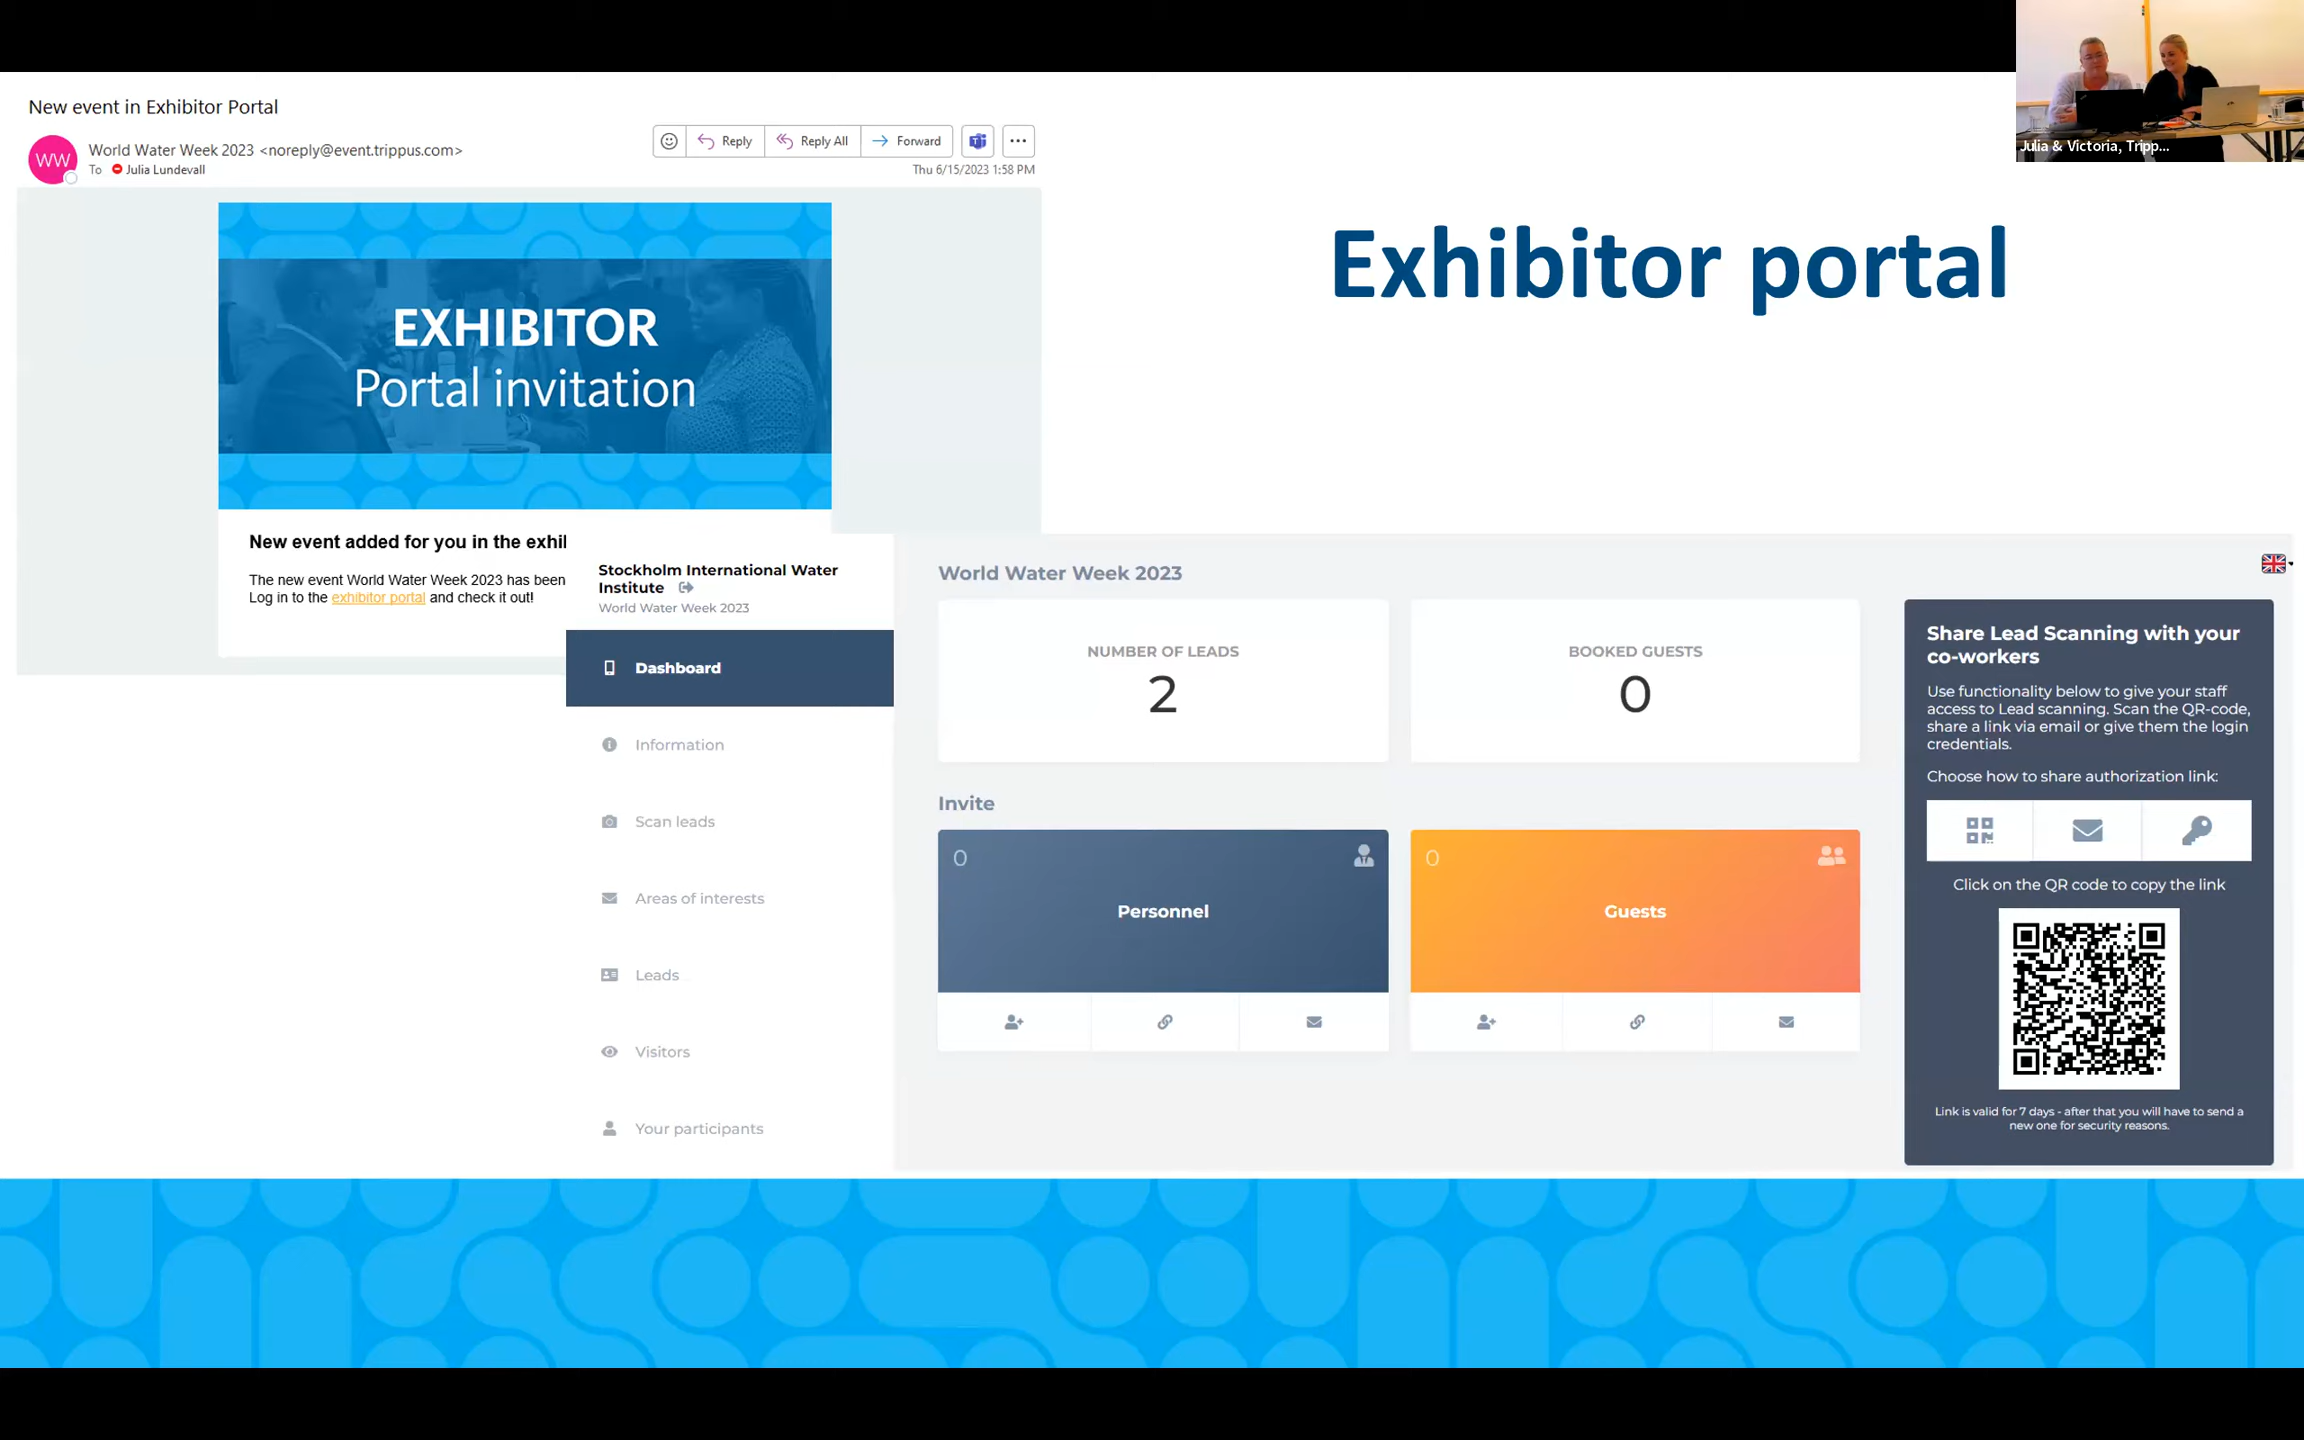 Julia & Victoria, Tripp...
New event in Exhibitor Portal
WW
World Water Week 2023 <noreply@event.trippus.com>
To Julia Lundevall
Reply
Reply All
Forward
Thu 6/15/2023 1:58 PM
EXHIBITOR
Portal invitation
New event added for you in the exhi
The new event World Water Week 2023 has been
Log in to the exhibitor portal and check it out!
Exhibitor portal
Stockholm International Water
Institute
World Water Week 2023
Dashboard
Information
Scan leads
Areas of interests
Leads
Visitors
Your participants
World Water Week 2023
NUMBER OF LEADS
2
BOOKED GUESTS
0
Invite
0
Personnel
0
Guests
Share Lead Scanning with your
co-workers
Use functionality below to give your staff
access to Lead scanning. Scan the QR-code,
share a link via email or give them the login
credentials.
Choose how to share authorization link:
Click on the QR code to copy the link
Link is valid for 7 days - after that you will have to send a
new one for security reasons.